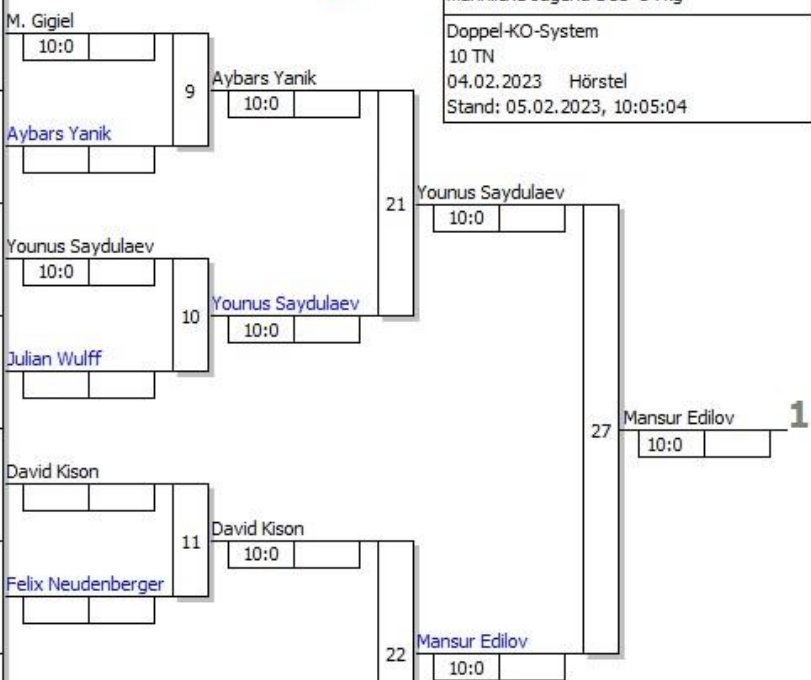 M. Gigiel
10:0
9
Aybars Yanik
10:0
Aybars Yanik
Doppel-KO-System
10 TN
04.02.2023 Hörstel
Stand: 05.02.2023, 10:05:04
21
Younus Saydulaev
10:0
Younus Saydulaev
10:0
10
Younus Saydulaev
10:0
Julian Wulff
27
Mansur Edilov
10:0
1
David Kison
11
David Kison
10:0
Felix Neudenberger
22
Mansur Edilov
10:0